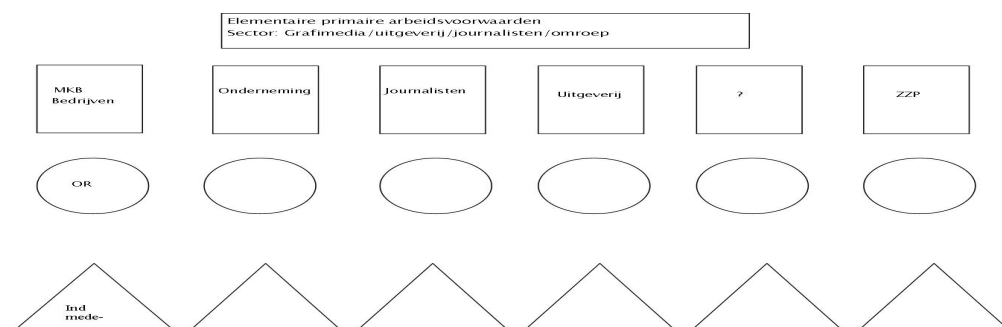 Elementaire primaire arbeidsvoorwaarden
Sector: Grafimedia/uitgeverij/journalisten/omroep
MKB
Bedrijven
Onderneming
Journalisten
Uitgeverij
?
ZZP
OR
Ind
mede-